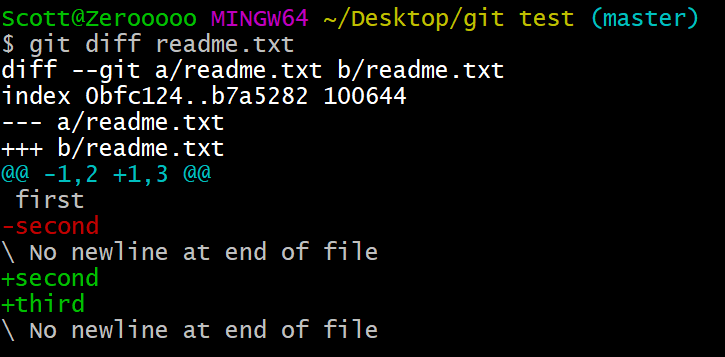 Scott@Zerooooo MINGW64 ~/Desktop/git test (master)
$ git diff readme.txt
diff --git a/readme.txt b/readme.txt
index 0bfc124..b7a5282 100644
--- a/readme.txt
+++ b/readme.txt
@@ -1,2 +1,3 @@
 first
-second
\ No newline at end of file
+second
+third
\ No newline at end of file